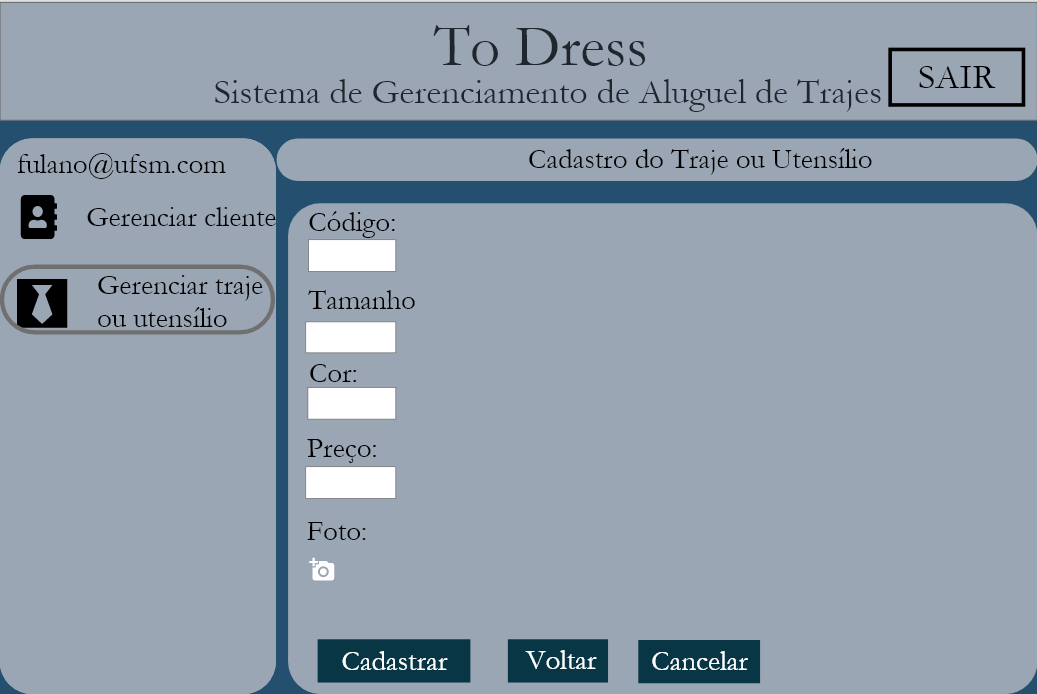 To Dress
Sistema de Gerenciamento de Aluguel de Trajes
SAIR
fulano@ufsm.com
Gerenciar cliente
Gerenciar traje
ou utensílio
Cadastro do Traje ou Utensílio
Código:
Tamanho
Cor:
Preço:
Foto:
Cadastrar
Voltar
Cancelar